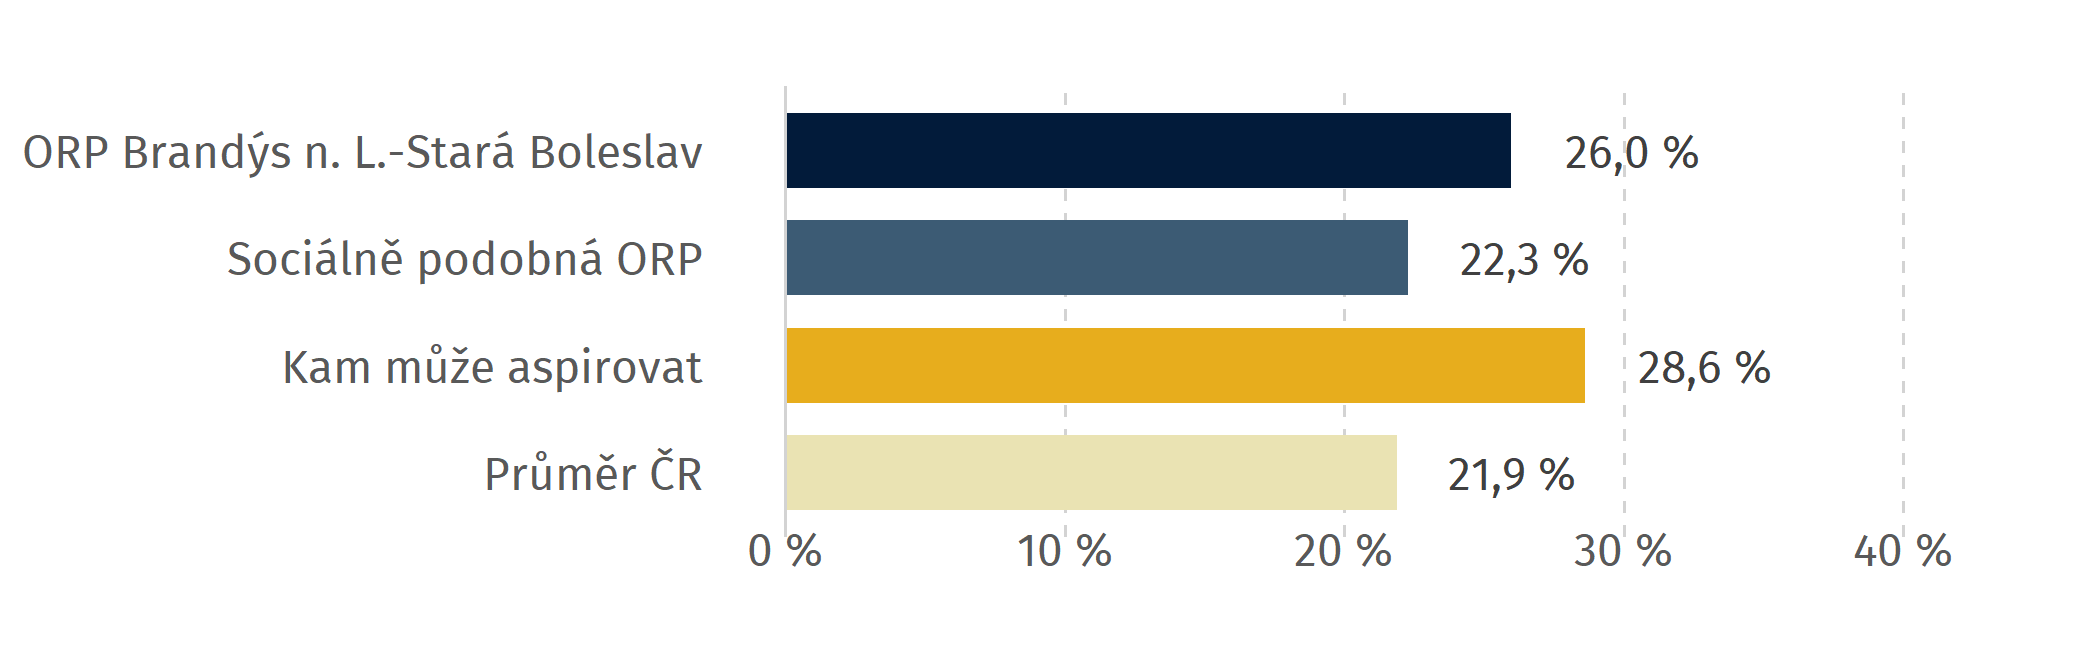 ORP Brandýs n. L.-Stará Boleslav 26,0 %
Sociálně podobná ORP 22,3 %
Kam může aspirovat 28,6 %
Průměr ČR 21,9 %
0 % 10 % 20 % 30 % 40 %